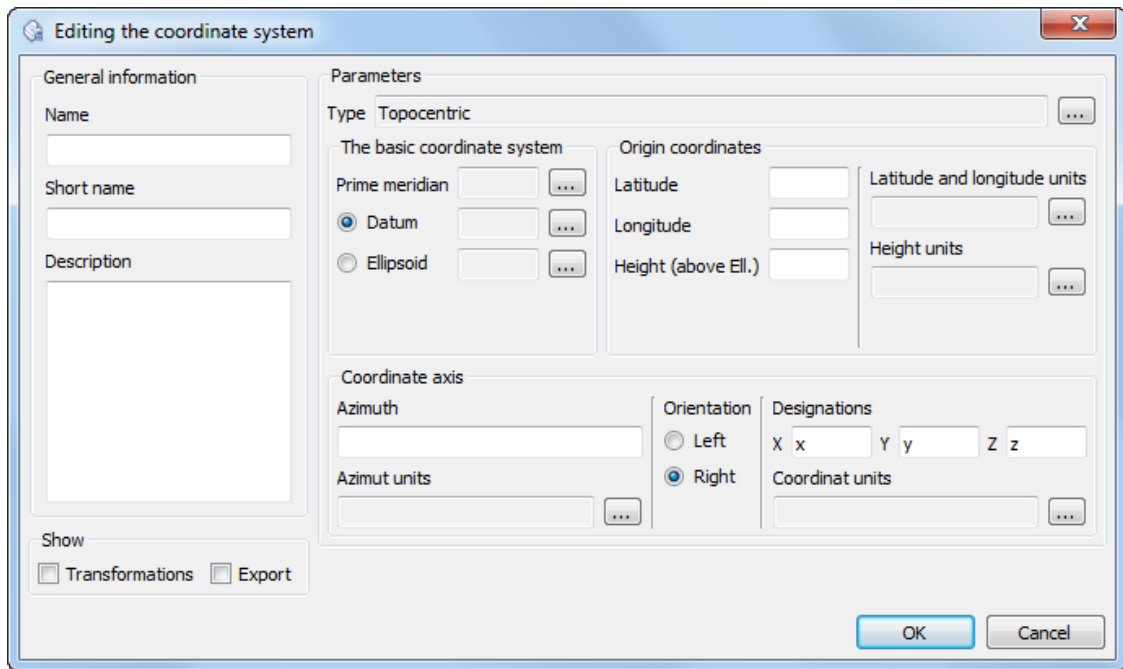 Editing the coordinate system
General information
Name
Short name
Description
Show
Transformations
Export
Parameters
Type Topocentric ...
The basic coordinate system
Prime meridian ...
Datum ...
Ellipsoid ...
Origin coordinates
Latitude
Longitude
Height (above Ell.)
Latitude and longitude units
...
Height units
...
Coordinate axis
Azimuth
Azimut units
...
Orientation
Left
Right
Designations
X x Y y Z z
Coordinat units
...
OK Cancel